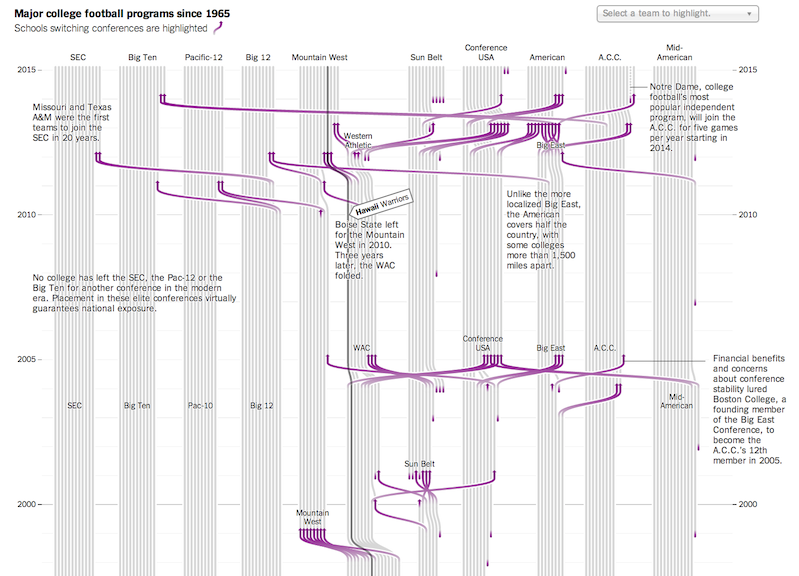 Major college football programs since 1965
Schools switching conferences are highlighted
Select a team to highlight.
SEC
Big Ten
Pacific-12
Big 12
Mountain West
Sun Belt
Conference
USA
American
A.C.C.
Mid-
American
2015
2015
Missouri and Texas
A&M were the first
teams to join the
SEC in 20 years.
Western
Athletic
Big East
Notre Dame, college
football's most
popular independent
program, will join the
A.C.C. for five games
per year starting in
2014.
2010
2010
Hawaii Warriors
Boise State left
for the Mountain
West in 2010.
Three years
later, the WAC
folded.
Unlike the more
localized Big East,
the American
covers half the
country, with
some colleges
more than 1,500
miles apart.
No college has left the SEC, the Pac-12 or the
Big Ten for another conference in the modern
era. Placement in these elite conferences virtually
guarantees national exposure.
2005
WAC
Conference
USA
Big East
A.C.C.
Financial benefits
and concerns
about conference
stability lured
Boston College, a
founding member
of the Big East
Conference, to
become the
A.C.C.'s 12th
member in 2005.
SEC
Big Ten
Pac-10
Big 12
Mid-
American
Sun Belt
2000
2000
Mountain
West